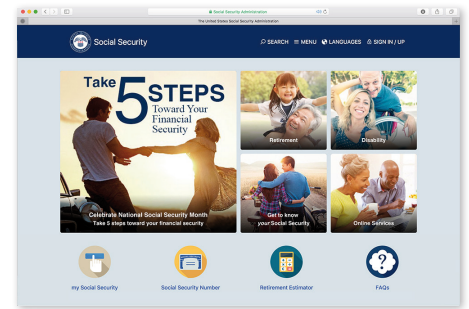 Social Security Administration
The United States Social Security Administration
Social Security
SEARCH MENU LANGUAGES SIGN IN / UP
Take 5 STEPS
Toward Your
Financial
Security
Celebrate National Social Security Month
Take 5 steps toward your financial security
Retirement
Disability
Get to know
your Social Security
Online Services
my Social Security
Social Security Number
Retirement Estimator
FAQs